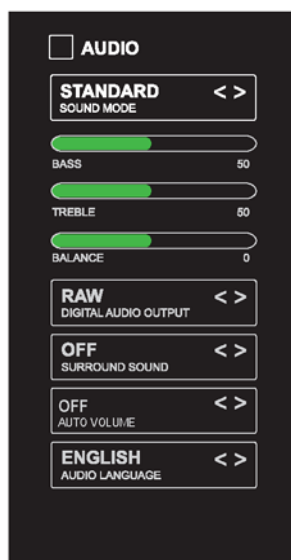 AUDIO
STANDARD < >
SOUND MODE
BASS 50
TREBLE 50
BALANCE 0
RAW < >
DIGITAL AUDIO OUTPUT
OFF < >
SURROUND SOUND
OFF < >
AUTO VOLUME
ENGLISH < >
AUDIO LANGUAGE